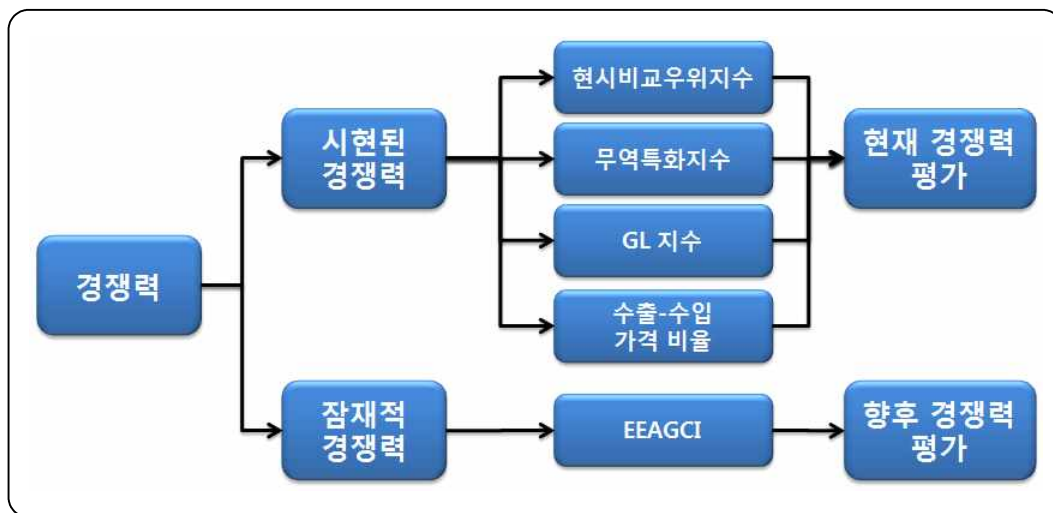 경쟁력
시현된
경쟁력
현시비교우위지수
무역특화지수
GL 지수
수출-수입
가격 비율
현재 경쟁력
평가
잠재적
경쟁력
EEAGCI
향후 경쟁력
평가